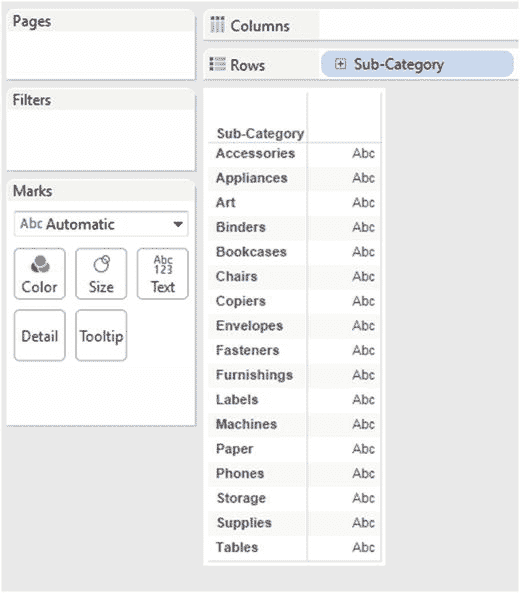 Pages
Columns
Rows
Sub-Category
Filters
Marks
Abc Automatic
Color
Size
Abc
123
Text
Detail
Tooltip
Sub-Category
Accessories Abc
Appliances Abc
Art Abc
Binders Abc
Bookcases Abc
Chairs Abc
Copiers Abc
Envelopes Abc
Fasteners Abc
Furnishings Abc
Labels Abc
Machines Abc
Paper Abc
Phones Abc
Storage Abc
Supplies Abc
Tables Abc